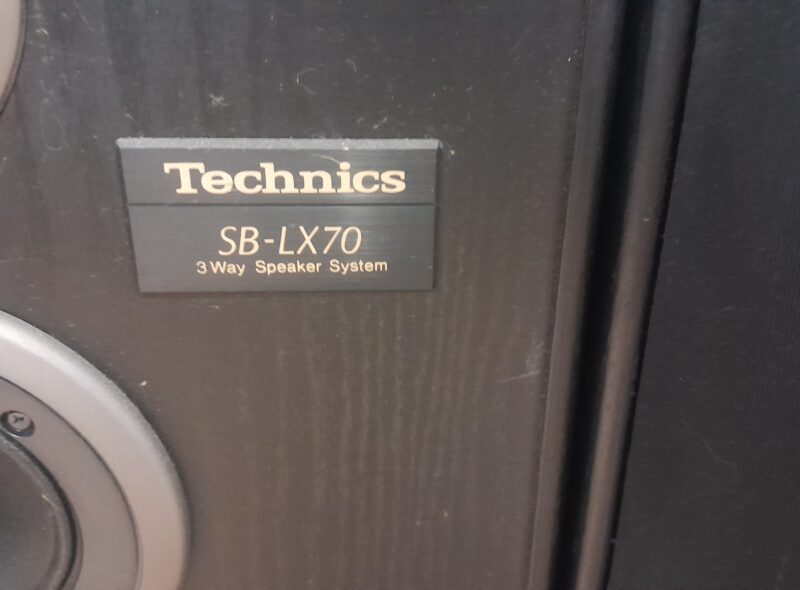 Technics
SB-LX70
3 Way Speaker System